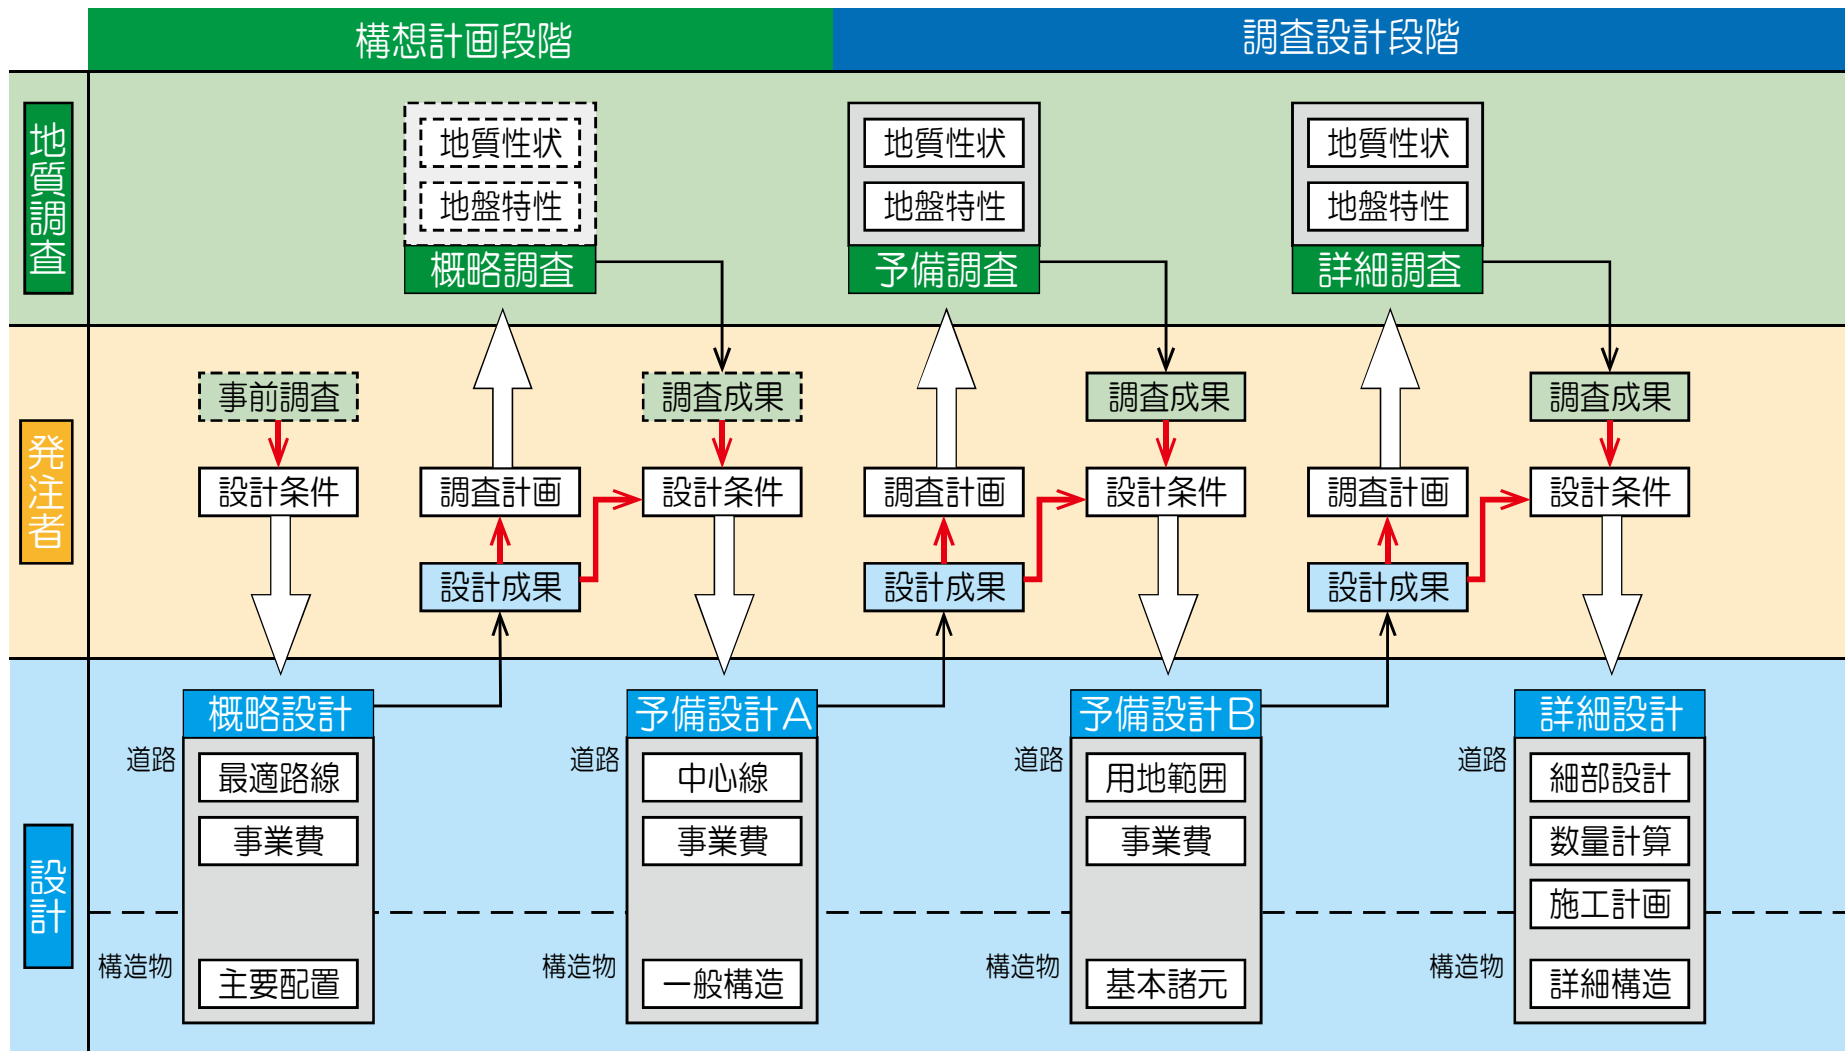 構想計画段階
調査設計段階
地質調査
地質性状
地盤特性
概略調査
地質性状
地盤特性
予備調査
地質性状
地盤特性
詳細調査
発注者
事前調査
調査成果
調査成果
調査成果
設計条件
調査計画
設計条件
調査計画
設計条件
調査計画
設計条件
設計成果
設計成果
設計成果
設計
概略設計
道路
最適路線
事業費
構造物
主要配置
予備設計A
道路
中心線
事業費
構造物
一般構造
予備設計B
道路
用地範囲
事業費
構造物
基本諸元
詳細設計
道路
細部設計
数量計算
施工計画
構造物
詳細構造